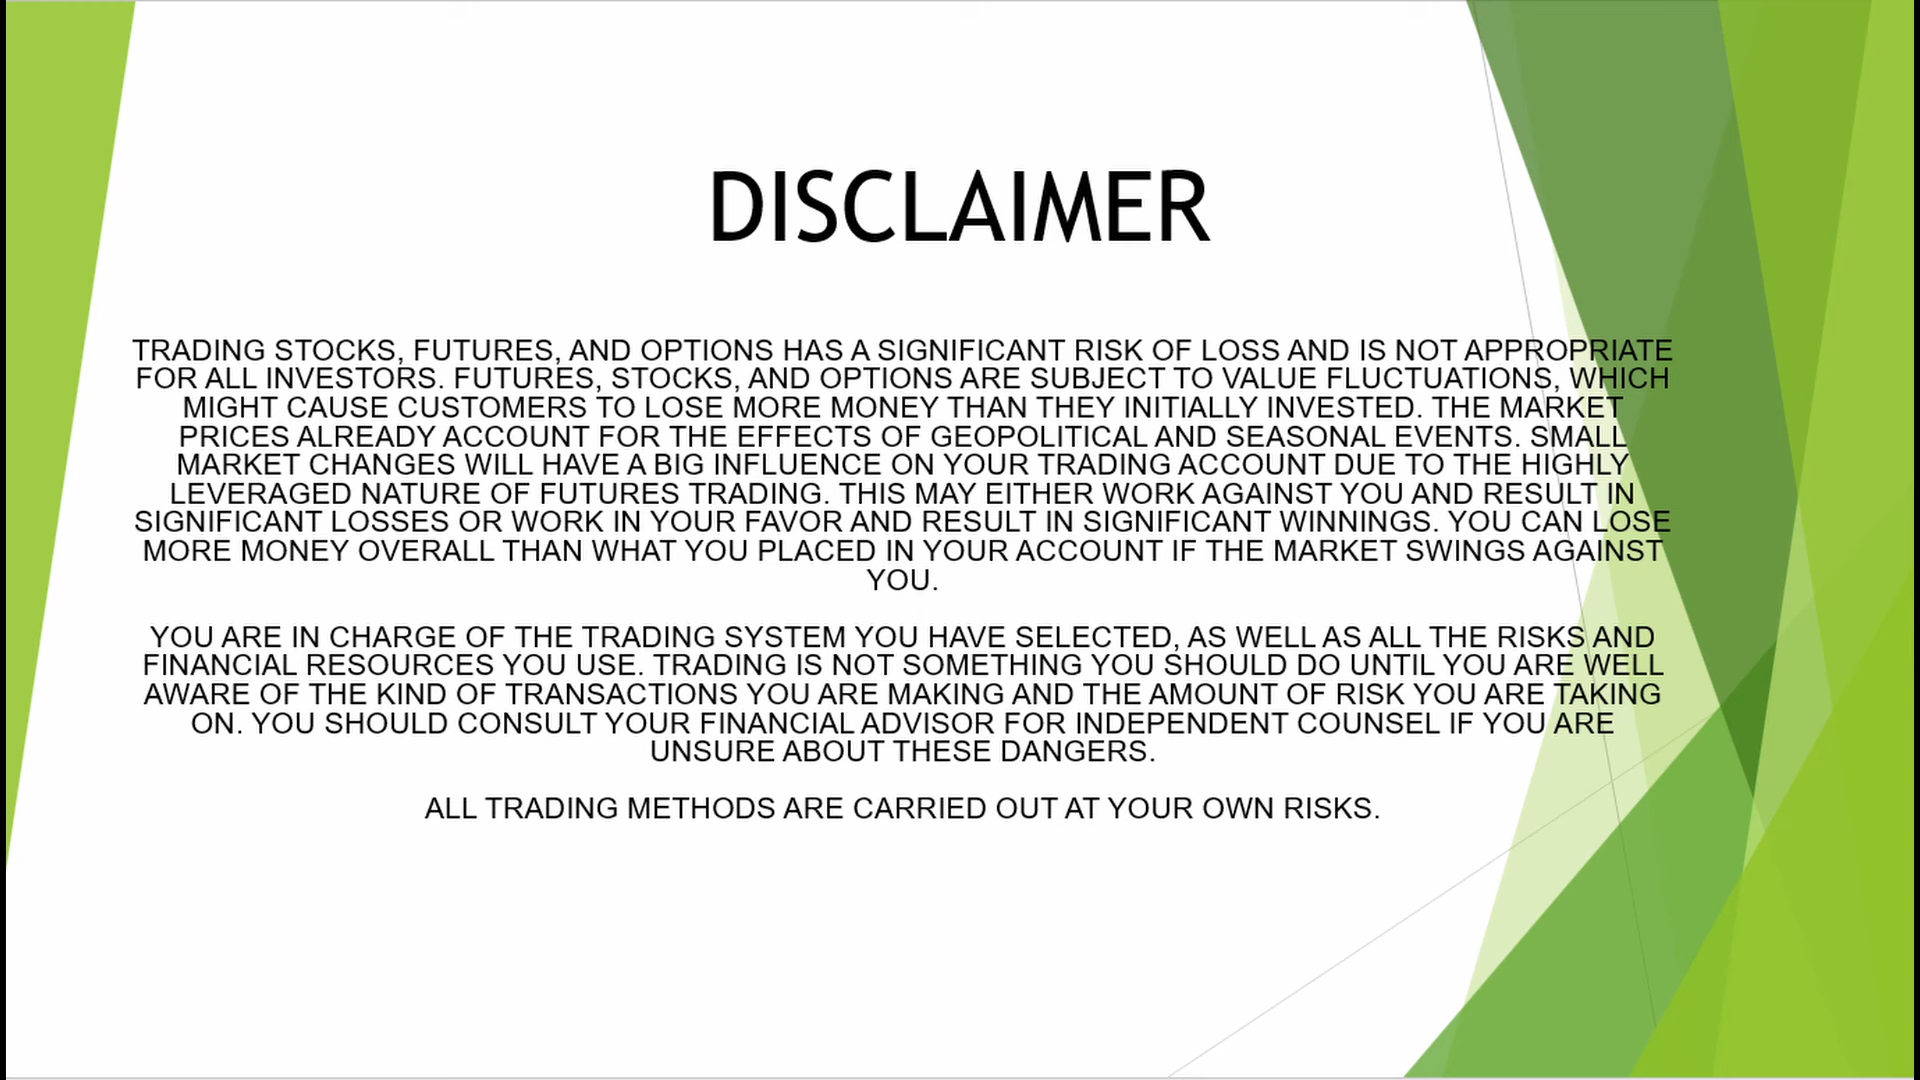 DISCLAIMER
TRADING STOCKS, FUTURES, AND OPTIONS HAS A SIGNIFICANT RISK OF LOSS AND IS NOT APPROPRIATE
FOR ALL INVESTORS. FUTURES, STOCKS, AND OPTIONS ARE SUBJECT TO VALUE FLUCTUATIONS, WHICH
MIGHT CAUSE CUSTOMERS TO LOSE MORE MONEY THAN THEY INITIALLY INVESTED. THE MARKET
PRICES ALREADY ACCOUNT FOR THE EFFECTS OF GEOPOLITICAL AND SEASONAL EVENTS. SMALL
MARKET CHANGES WILL HAVE A BIG INFLUENCE ON YOUR TRADING ACCOUNT DUE TO THE HIGHLY
LEVERAGED NATURE OF FUTURES TRADING. THIS MAY EITHER WORK AGAINST YOU AND RESULT IN
SIGNIFICANT LOSSES OR WORK IN YOUR FAVOR AND RESULT IN SIGNIFICANT WINNINGS. YOU CAN LOSE
MORE MONEY OVERALL THAN WHAT YOU PLACED IN YOUR ACCOUNT IF THE MARKET SWINGS AGAINST
YOU.
YOU ARE IN CHARGE OF THE TRADING SYSTEM YOU HAVE SELECTED, AS WELL AS ALL THE RISKS AND
FINANCIAL RESOURCES YOU USE. TRADING IS NOT SOMETHING YOU SHOULD DO UNTIL YOU ARE WELL
AWARE OF THE KIND OF TRANSACTIONS YOU ARE MAKING AND THE AMOUNT OF RISK YOU ARE TAKING
ON. YOU SHOULD CONSULT YOUR FINANCIAL ADVISOR FOR INDEPENDENT COUNSEL IF YOU ARE
UNSURE ABOUT THESE DANGERS.
ALL TRADING METHODS ARE CARRIED OUT AT YOUR OWN RISKS.